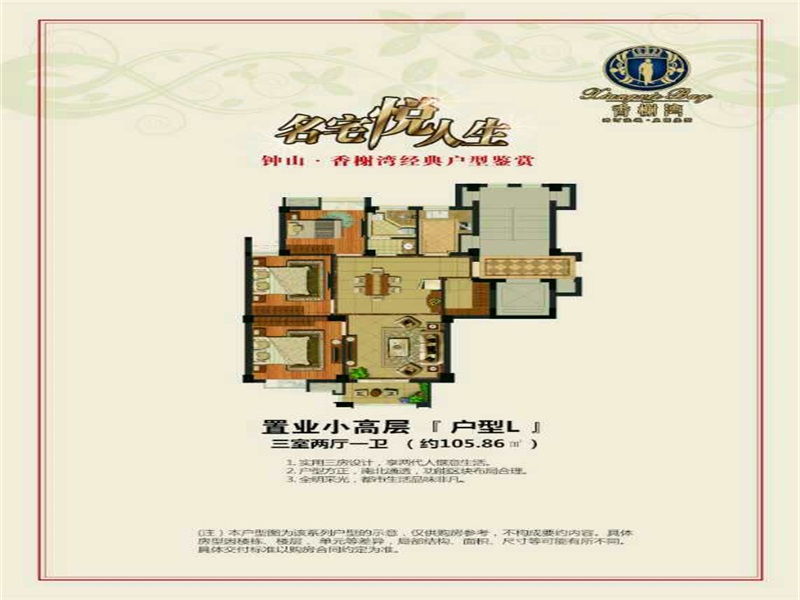 Xiangxie Bay
香榭湾
名宅悦人生
钟山·香榭湾经典户型鉴赏
置业小高层『户型L』
三室两厅一卫（约105.86㎡）
1. 实用三房设计，享两代人惬意生活。
2. 户型方正，南北通透，功能区块布局合理。
3. 全明采光，都市生活品味非凡。
(注）本户型图为该系列户型的示意，仅供购房参考，不构成要约内容。具体
房型因楼栋、楼层、单元等差异，局部结构、面积、尺寸等可能有所不同。
具体交付标准以购房合同约定为准。